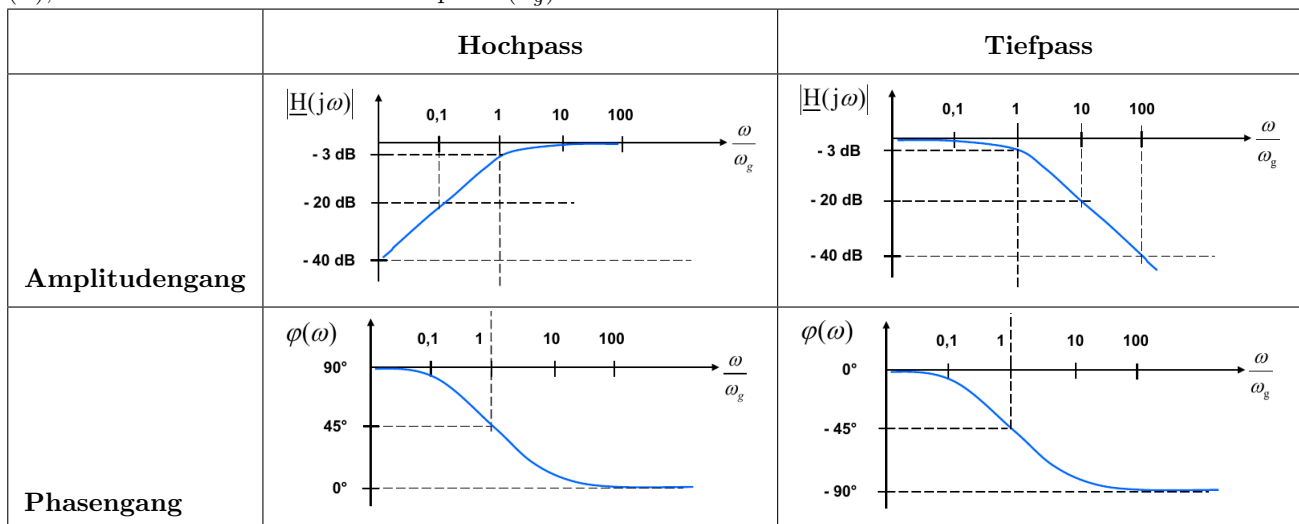 Hochpass Tiefpass
|H(jω)| 0,1 1 10 100 ω/ω_g
- 3 dB
- 20 dB
- 40 dB
|H(jω)| 0,1 1 10 100 ω/ω_g
- 3 dB
- 20 dB
- 40 dB
Amplitudengang
φ(ω) 0,1 1 10 100 ω/ω_g
90°
45°
0°
φ(ω) 0,1 1 10 100 ω/ω_g
0°
- 45°
- 90°
Phasengang